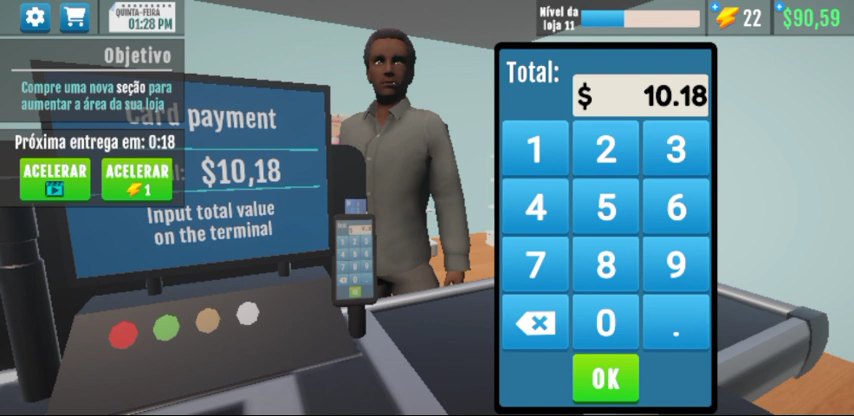 QUINTA-FEIRA
01:28 PM
Nível da
loja 11
22
$90,59
Objetivo
Compre uma nova seção para
aumentar a área da sua loja
Próxima entrega em: 0:18
ACELERAR
ACELERAR
1
Card payment
$10,18
Input total value
on the terminal
Total:
$ 10.18
1 2 3
4 5 6
7 8 9
0 .
OK